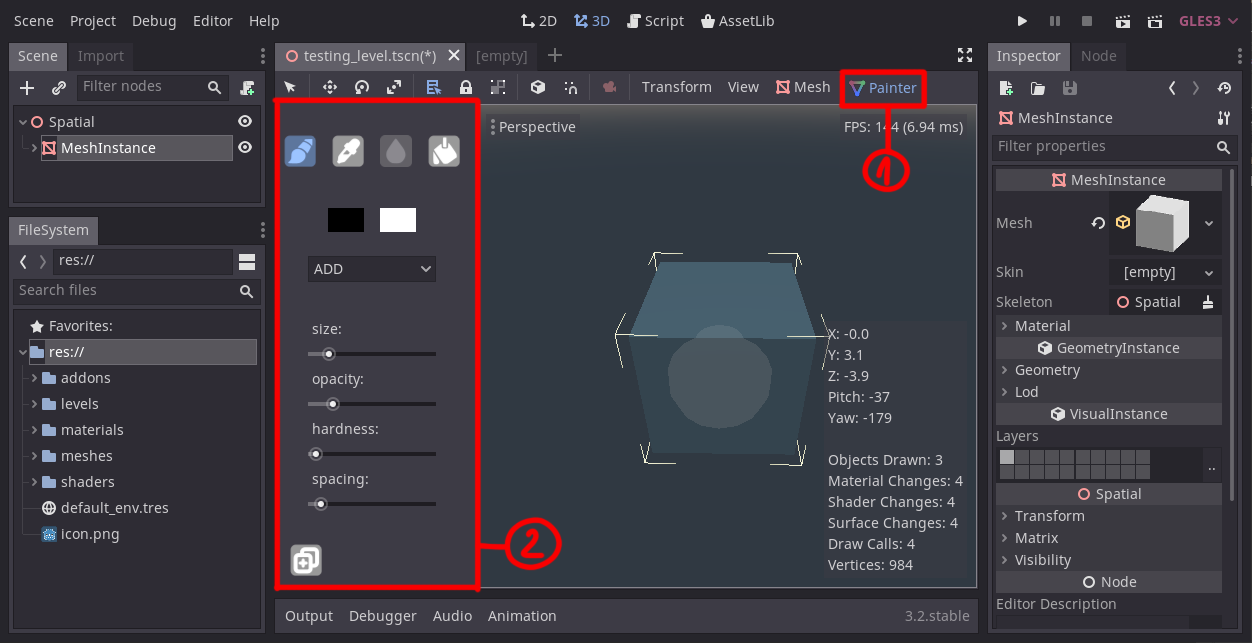 Scene Project Debug Editor Help
2D 3D Script AssetLib
GLES3
Scene Import
testing_level.tscn(*) [empty]
Inspector Node
Filter nodes
Transform View Mesh Painter
Spatial
MeshInstance
FileSystem
res://
Search files
Favorites:
res://
addons
levels
materials
meshes
shaders
default_env.tres
icon.png
ADD
size:
opacity:
hardness:
spacing:
2
Perspective
FPS: 144 (6.94 ms)
1
X: -0.0
Y: 3.1
Z: -3.9
Pitch: -37
Yaw: -179
Objects Drawn: 3
Material Changes: 4
Shader Changes: 4
Surface Changes: 4
Draw Calls: 4
Vertices: 984
Output Debugger Audio Animation
3.2.stable
MeshInstance
Filter properties
MeshInstance
Mesh
Skin [empty]
Skeleton Spatial
Material
GeometryInstance
Geometry
Lod
VisualInstance
Layers
..
Spatial
Transform
Matrix
Visibility
Node
Editor Description